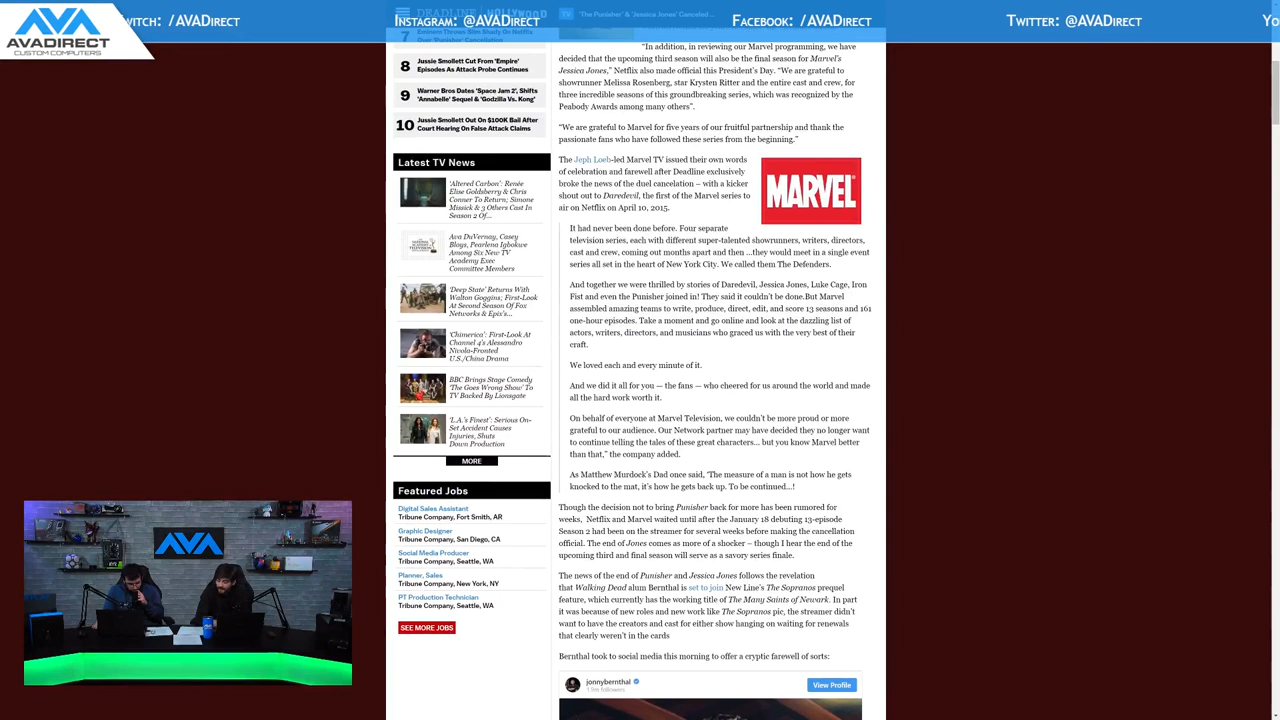 Twitch: /AVADirect
Instagram: @AVADirect
Facebook: /AVADirect
Twitter: @AVADirect
Yo
AVA
AVADIRECT
CUSTOM COMPUTERS
DEADLINE HOLLYWOOD
TV 'The Punisher' & 'Jessica Jones' Canceled ...
7 Eminem Throws Slim Shady On Netflix
Over 'Punisher' Cancellation
8 Jussie Smollett Cut From 'Empire'
Episodes As Attack Probe Continues
9 Warner Bros Dates 'Space Jam 2', Shifts
'Annabelle' Sequel & 'Godzilla Vs. Kong'
10 Jussie Smollett Out On $100K Bail After
Court Hearing On False Attack Claims
Latest TV News
'Altered Carbon': Renée
Elise Goldsberry & Chris
Conner To Return; Simone
Missick & 3 Others Cast In
Season 2 Of...
Ava DuVernay, Casey
Bloys, Pearlena Igbokwe
Among Six New TV
Academy Exec
Committee Members
'Deep State' Returns With
Walton Goggins; First-Look
At Second Season Of Fox
Networks & Epix's...
'Chimerica': First-Look At
Channel 4's Alessandro
Nivola-Fronted
U.S./China Drama
BBC Brings Stage Comedy
'The Goes Wrong Show' To
TV Backed By Lionsgate
'L.A.'s Finest': Serious On-
Set Accident Causes
Injuries, Shuts
Down Production
MORE
Featured Jobs
Digital Sales Assistant
Tribune Company, Fort Smith, AR
Graphic Designer
Tribune Company, San Diego, CA
Social Media Producer
Tribune Company, Seattle, WA
Planner, Sales
Tribune Company, New York, NY
PT Production Technician
Tribune Company, Seattle, WA
SEE MORE JOBS
"In addition, in reviewing our Marvel programming, we have
decided that the upcoming third season will also be the final season for Marvel's
Jessica Jones," Netflix also made official this President's Day. "We are grateful to
showrunner Melissa Rosenberg, star Krysten Ritter and the entire cast and crew, for
three incredible seasons of this groundbreaking series, which was recognized by the
Peabody Awards among many others".
"We are grateful to Marvel for five years of our fruitful partnership and thank the
passionate fans who have followed these series from the beginning."
The Jeph Loeb-led Marvel TV issued their own words
of celebration and farewell after Deadline exclusively
broke the news of the duel cancelation – with a kicker
shout out to Daredevil, the first of the Marvel series to
air on Netflix on April 10, 2015.
MARVEL
It had never been done before. Four separate
television series, each with different super-talented showrunners, writers, directors,
cast and crew, coming out months apart and then …they would meet in a single event
series all set in the heart of New York City. We called them The Defenders.
And together we were thrilled by stories of Daredevil, Jessica Jones, Luke Cage, Iron
Fist and even the Punisher joined in! They said it couldn't be done.But Marvel
assembled amazing teams to write, produce, direct, edit, and score 13 seasons and 161
one-hour episodes. Take a moment and go online and look at the dazzling list of
actors, writers, directors, and musicians who graced us with the very best of their
craft.
We loved each and every minute of it.
And we did it all for you — the fans — who cheered for us around the world and made
all the hard work worth it.
On behalf of everyone at Marvel Television, we couldn't be more proud or more
grateful to our audience. Our Network partner may have decided they no longer want
to continue telling the tales of these great characters… but you know Marvel better
than that," the company added.
As Matthew Murdock's Dad once said, 'The measure of a man is not how he gets
knocked to the mat, it's how he gets back up. To be continued…!
Though the decision not to bring Punisher back for more has been rumored for
weeks,  Netflix and Marvel waited until after the January 18 debuting 13-episode
Season 2 had been on the streamer for several weeks before making the cancellation
official. The end of Jones comes as more of a shocker – though I hear the end of the
upcoming third and final season will serve as a savory series finale.
The news of the end of Punisher and Jessica Jones follows the revelation
that Walking Dead alum Bernthal is set to join New Line's The Sopranos prequel
feature, which currently has the working title of The Many Saints of Newark. In part
it was because of new roles and new work like The Sopranos pic, the streamer didn't
want to have the creators and cast for either show hanging on waiting for renewals
that clearly weren't in the cards
Bernthal took to social media this morning to offer a cryptic farewell of sorts:
jonnybernthal
View Profile
AVA